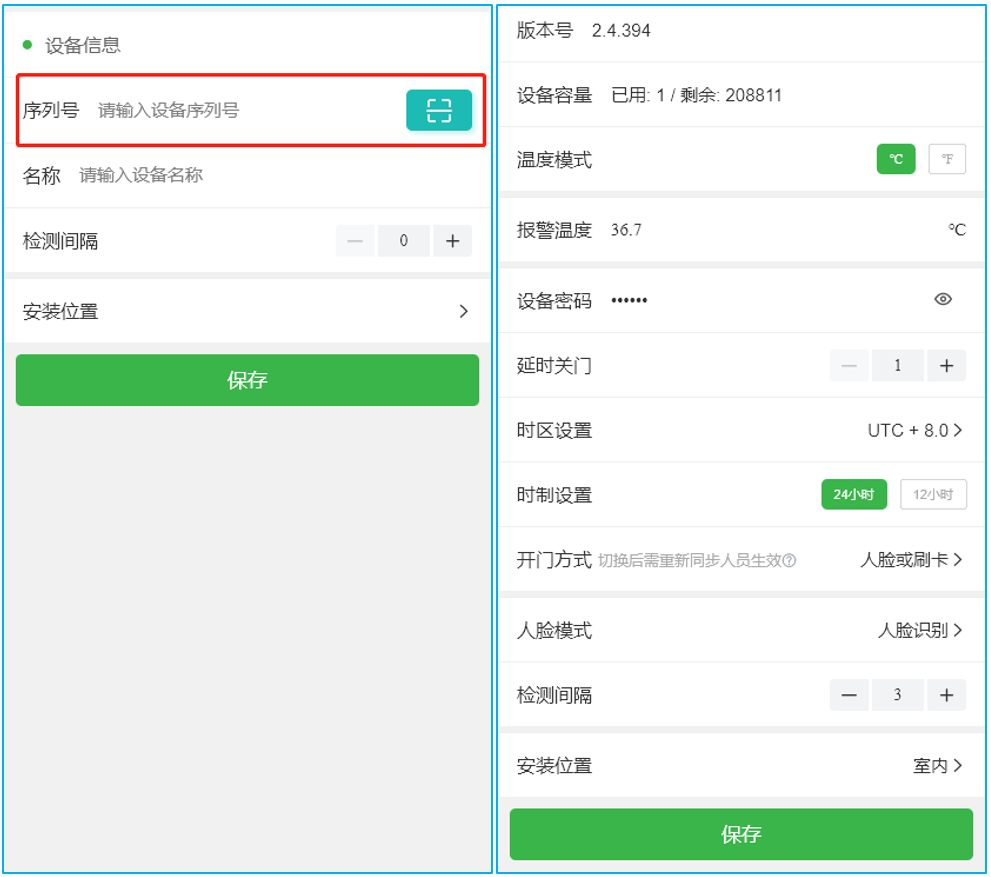 设备信息
序列号 请输入设备序列号
名称 请输入设备名称
检测间隔 0
安装位置
保存
版本号 2.4.394
设备容量 已用: 1 / 剩余: 208811
温度模式 ℃ ℉
报警温度 36.7 ℃
设备密码 ••••••
延时关门 1
时区设置 UTC + 8.0
时制设置 24小时 12小时
开门方式 切换后需重新同步人员生效? 人脸或刷卡
人脸模式 人脸识别
检测间隔 3
安装位置 室内
保存